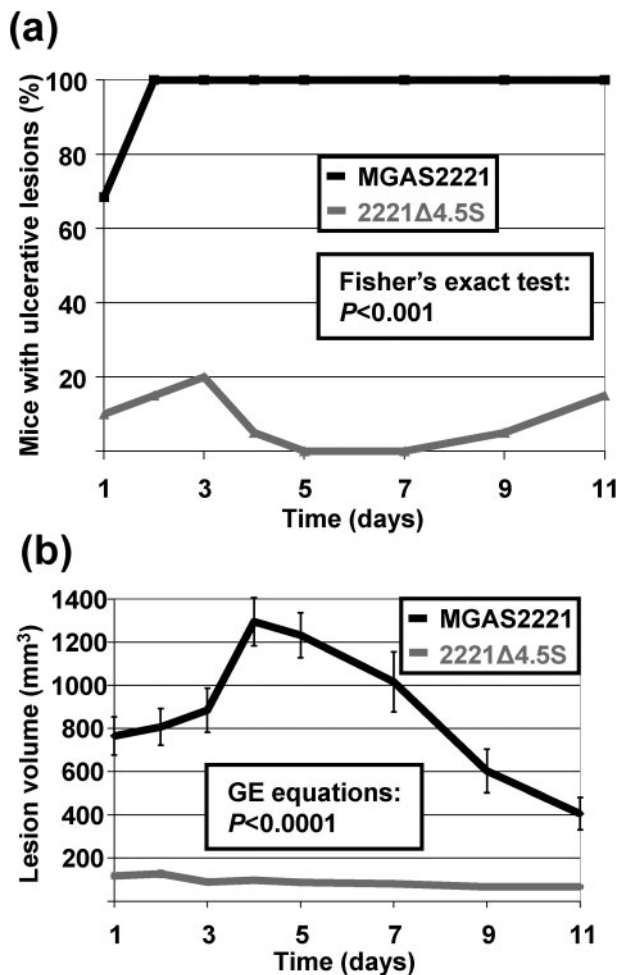 (a)
Mice with ulcerative lesions (%)
100
80
60
40
20
MGAS2221
2221Δ4.5S
Fisher's exact test:
P<0.001
1 3 5 7 9 11
Time (days)
(b)
Lesion volume (mm³)
1400
1200
1000
800
600
400
200
MGAS2221
2221Δ4.5S
GE equations:
P<0.0001
1 3 5 7 9 11
Time (days)